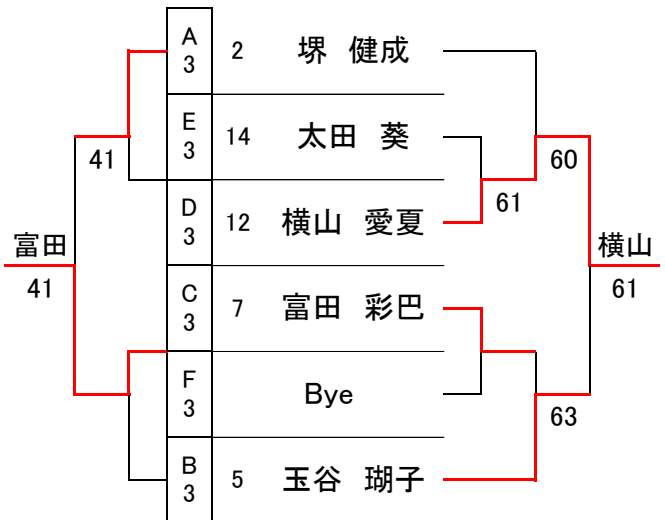 A 3 2 堺 健成
E 3 14 太田 葵
41 60
D 3 12 横山 愛夏 61
富田 横山
41 61
C 3 7 富田 彩巴
F 3 Bye
63
B 3 5 玉谷 瑚子